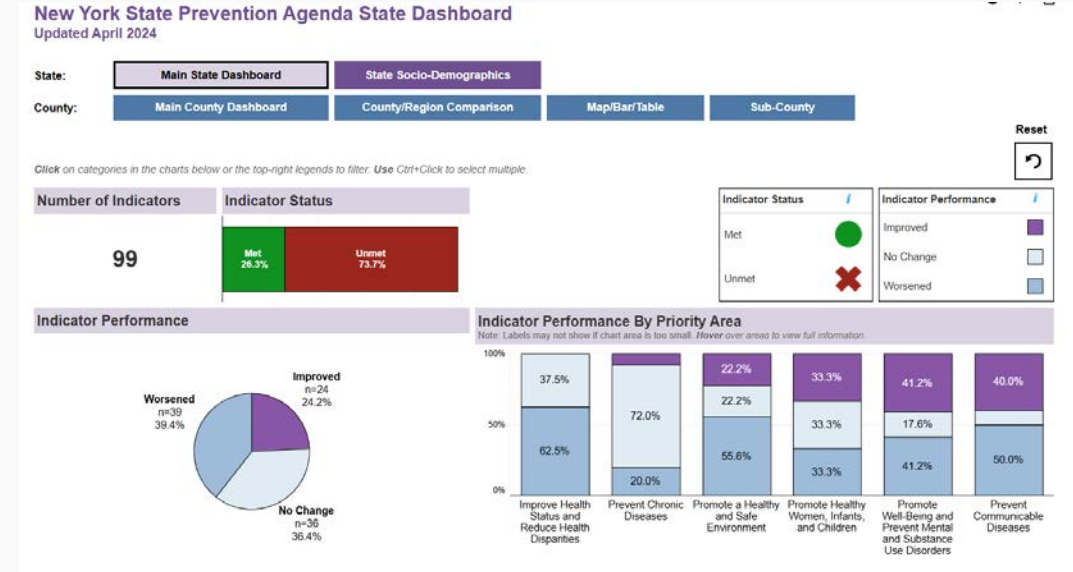 New York State Prevention Agenda State Dashboard
Updated April 2024
State:
Main State Dashboard
State Socio-Demographics
County:
Main County Dashboard
County/Region Comparison
Map/Bar/Table
Sub-County
Reset
Click on categories in the charts below or the top-right legends to filter. Use Ctrl+Click to select multiple.
Number of Indicators
Indicator Status
99
Met
26.3%
Unmet
73.7%
Indicator Status
i
Met
Unmet
Indicator Performance
i
Improved
No Change
Worsened
Indicator Performance
Worsened
n=39
39.4%
Improved
n=24
24.2%
No Change
n=36
36.4%
Indicator Performance By Priority Area
Note: Labels may not show if chart area is too small. Hover over areas to view full information.
100%
50%
0%
37.5%
62.5%
72.0%
20.0%
22.2%
22.2%
55.6%
33.3%
33.3%
33.3%
41.2%
17.6%
41.2%
40.0%
50.0%
Improve Health
Status and
Reduce Health
Disparities
Prevent Chronic
Diseases
Promote a Healthy
and Safe
Environment
Promote Healthy
Women, Infants,
and Children
Promote
Well-Being and
Prevent Mental
and Substance
Use Disorders
Prevent
Communicable
Diseases